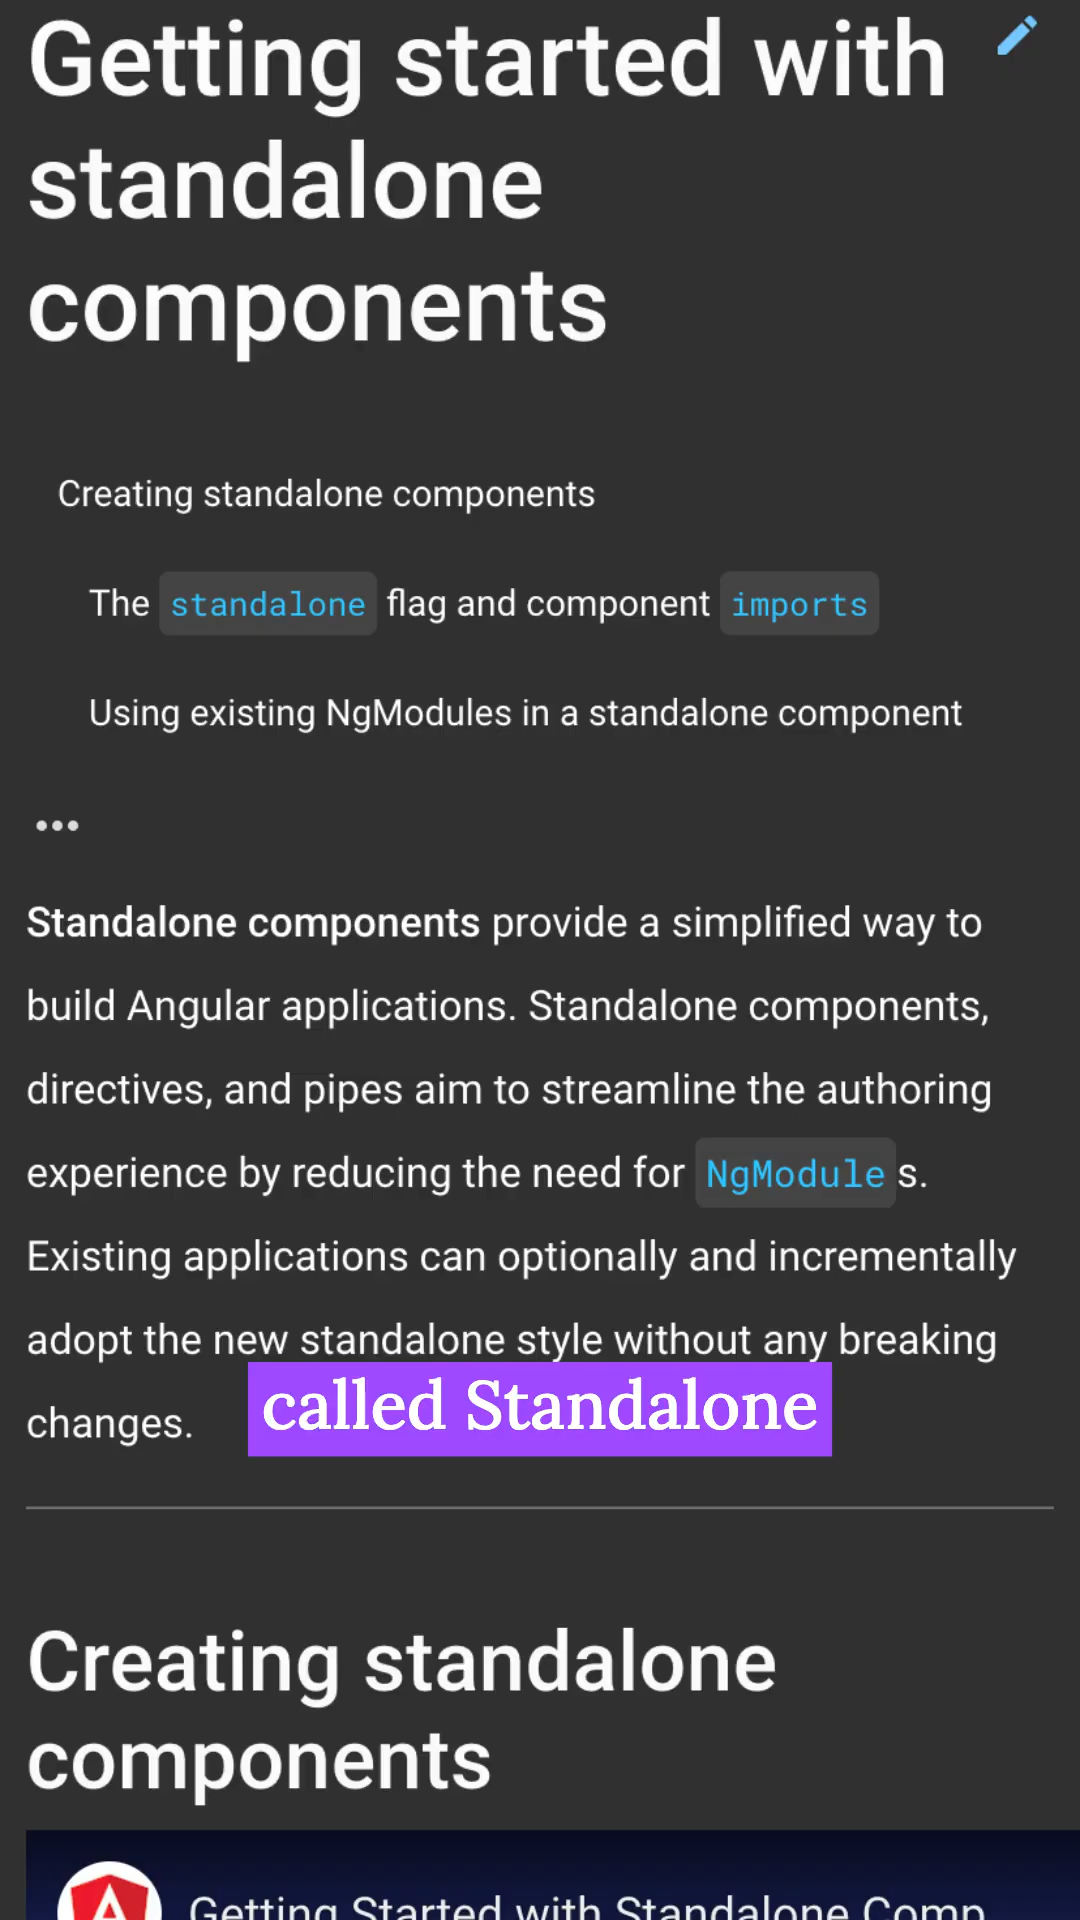 Getting started with
standalone
components
Creating standalone components
The standalone flag and component imports
Using existing NgModules in a standalone component
•••
Standalone components provide a simplified way to
build Angular applications. Standalone components,
directives, and pipes aim to streamline the authoring
experience by reducing the need for NgModules.
Existing applications can optionally and incrementally
adopt the new standalone style without any breaking
changes.
called Standalone
Creating standalone
components
Getting Started with Standalone Comp